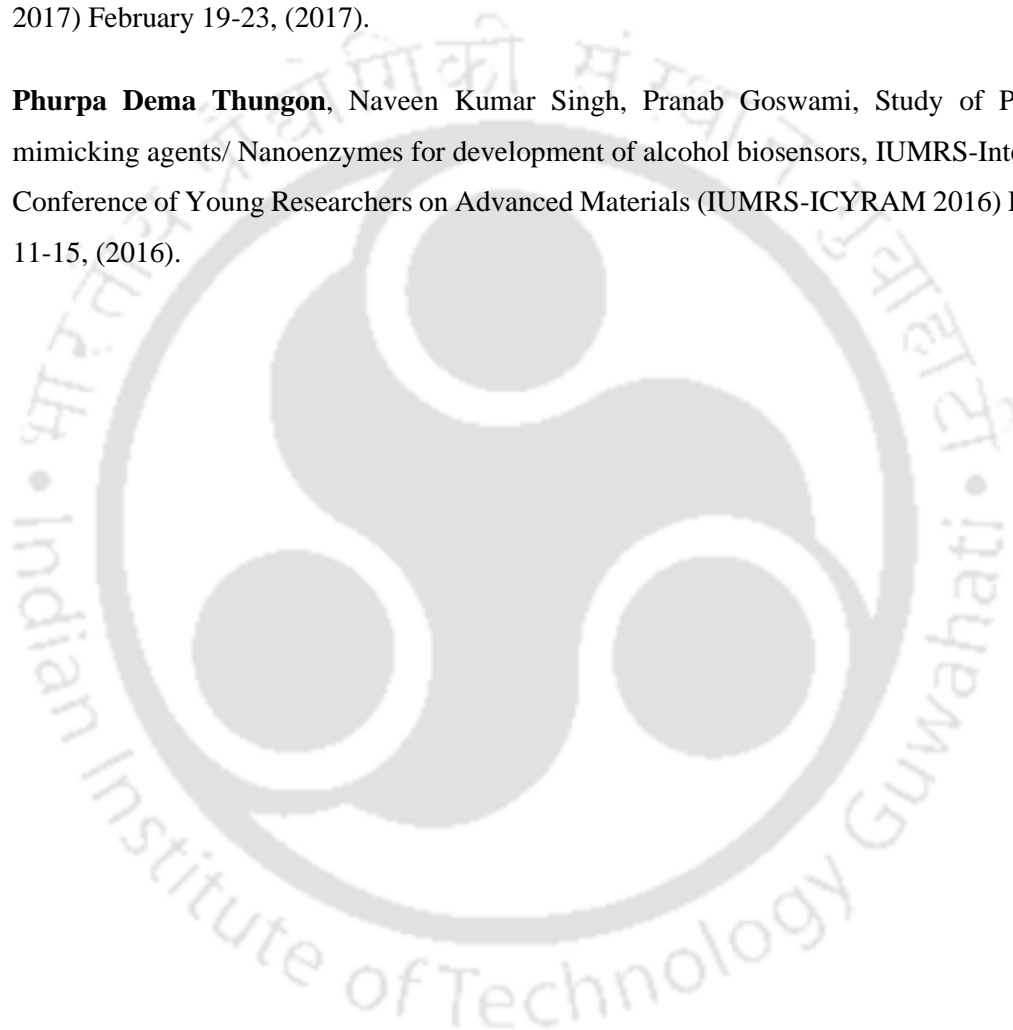 2017) February 19-23, (2017).
Phurpa Dema Thungon, Naveen Kumar Singh, Pranab Goswami, Study of P
mimicking agents/ Nanoenzymes for development of alcohol biosensors, IUMRS-Inte
Conference of Young Researchers on Advanced Materials (IUMRS-ICYRAM 2016)
11-15, (2016).
भारतीय प्रौद्योगिकी संस्थान गुवाहाटी
Indian Institute of Technology Guwahati